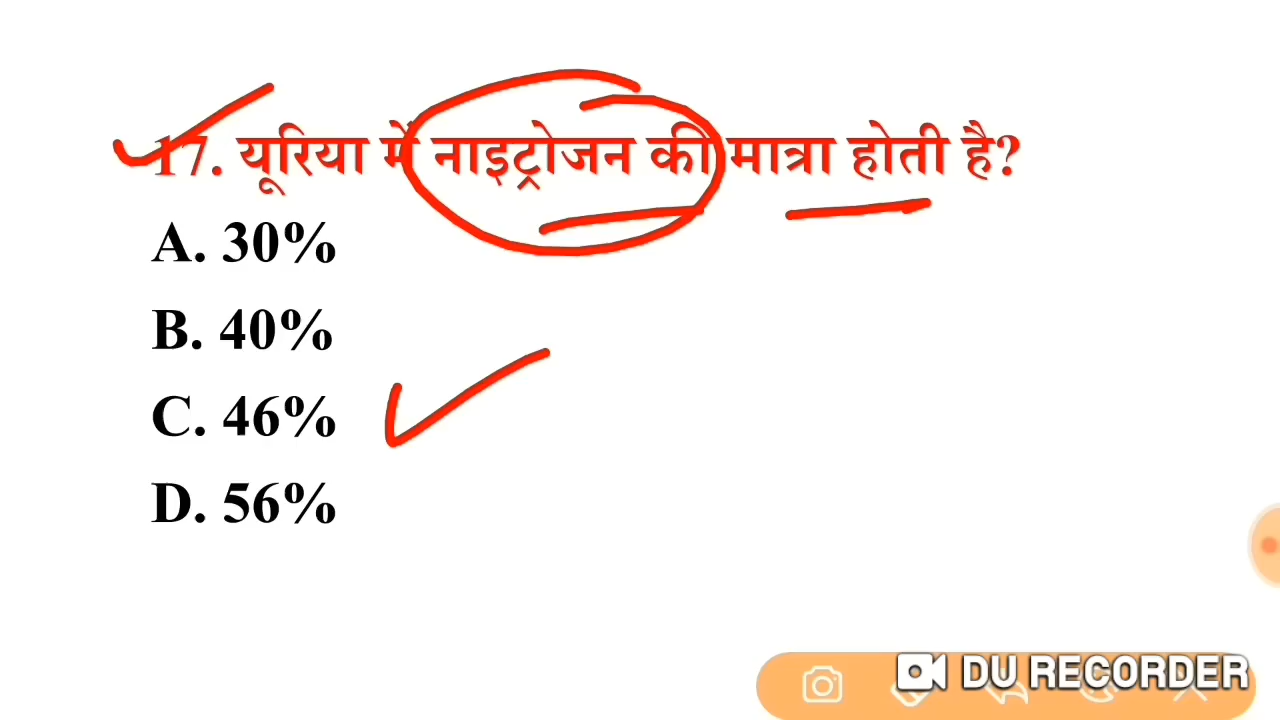 17. यूरिया में नाइट्रोजन की मात्रा होती है?
A. 30%
B. 40%
C. 46%
D. 56%
DU RECORDER